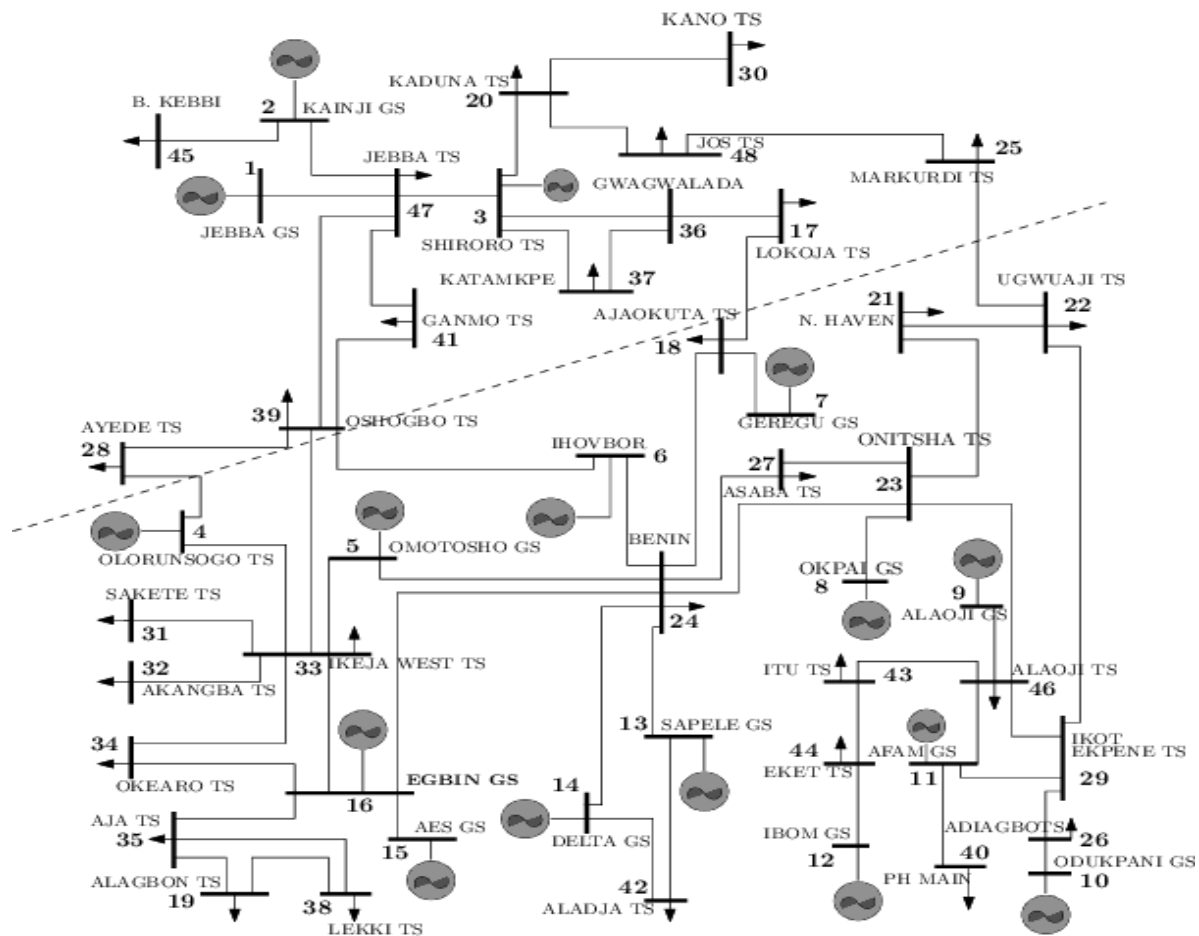 KANO TS
30
KADUNA TS
20
B. KEBBI
2
KAINJI GS
45
JOS TS
48
25
MARKURDI TS
1
JEBBA TS
JEBBA GS
47
3
SHIRORO TS
GWAGWALADA
36
17
LOKOJA TS
KATAMKPE
37
UGWUAJI TS
21
22
N. HAVEN
AJAOKUTA TS
18
GANMO TS
41
7
GEREGU GS
39
OSHOGBO TS
AYEDE TS
28
IHOVBOR
6
ONITSHA TS
27
23
ASABA TS
4
OLORUNSOGO TS
5
OMOTOSHO GS
BENIN
24
OKPAI GS
8
9
ALAOJI GS
SAKETE TS
31
32
AKANGBA TS
33
IKEJA WEST TS
ITU TS
43
ALAOJI TS
46
13
SAPELE GS
34
OKEARO TS
44
EKET TS
AFAM GS
11
IKOT
EKPENE TS
29
16
EGBIN GS
14
DELTA GS
AJA TS
35
AES GS
15
IBOM GS
12
ADIAGBOTS
26
40
PH MAIN
ODUKPANI GS
10
ALAGBON TS
19
38
LEKKI TS
42
ALADJA TS